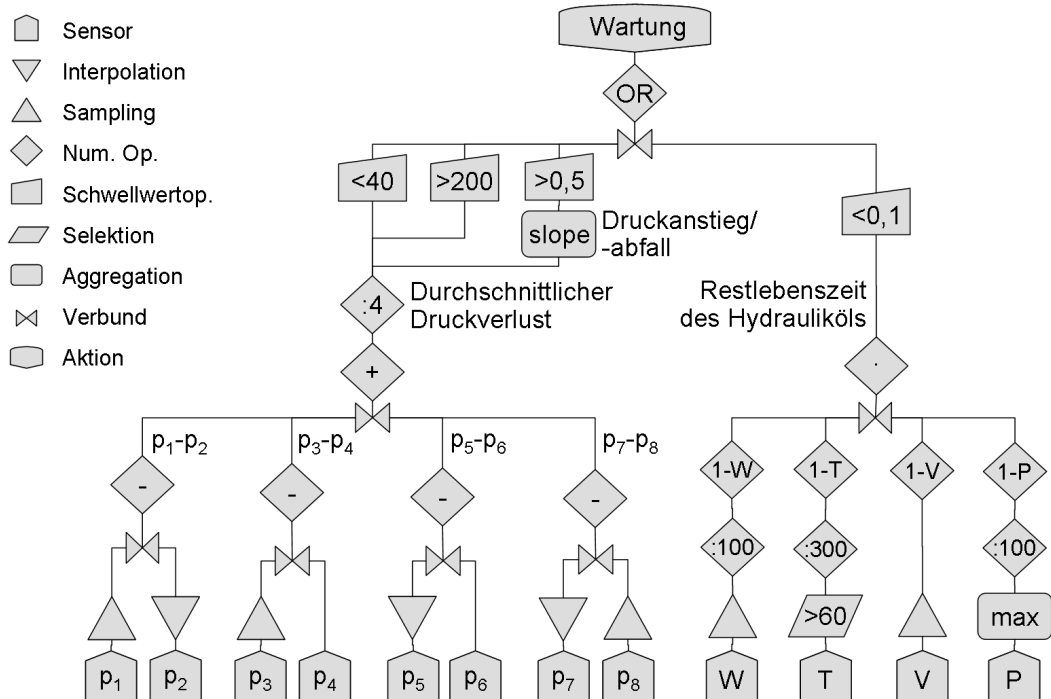 Sensor
Interpolation
Sampling
Num. Op.
Schwellwertop.
Selektion
Aggregation
Verbund
Aktion
Wartung
OR
<40
>200
>0,5
<0,1
slope
Druckanstieg/
-abfall
:4
Durchschnittlicher
Druckverlust
Restlebenszeit
des Hydrauliköls
+
·
p₁-p₂
p₃-p₄
p₅-p₆
p₇-p₈
-
-
-
-
1-W
1-T
1-V
1-P
:100
:300
:100
>60
max
p₁
p₂
p₃
p₄
p₅
p₆
p₇
p₈
W
T
V
P